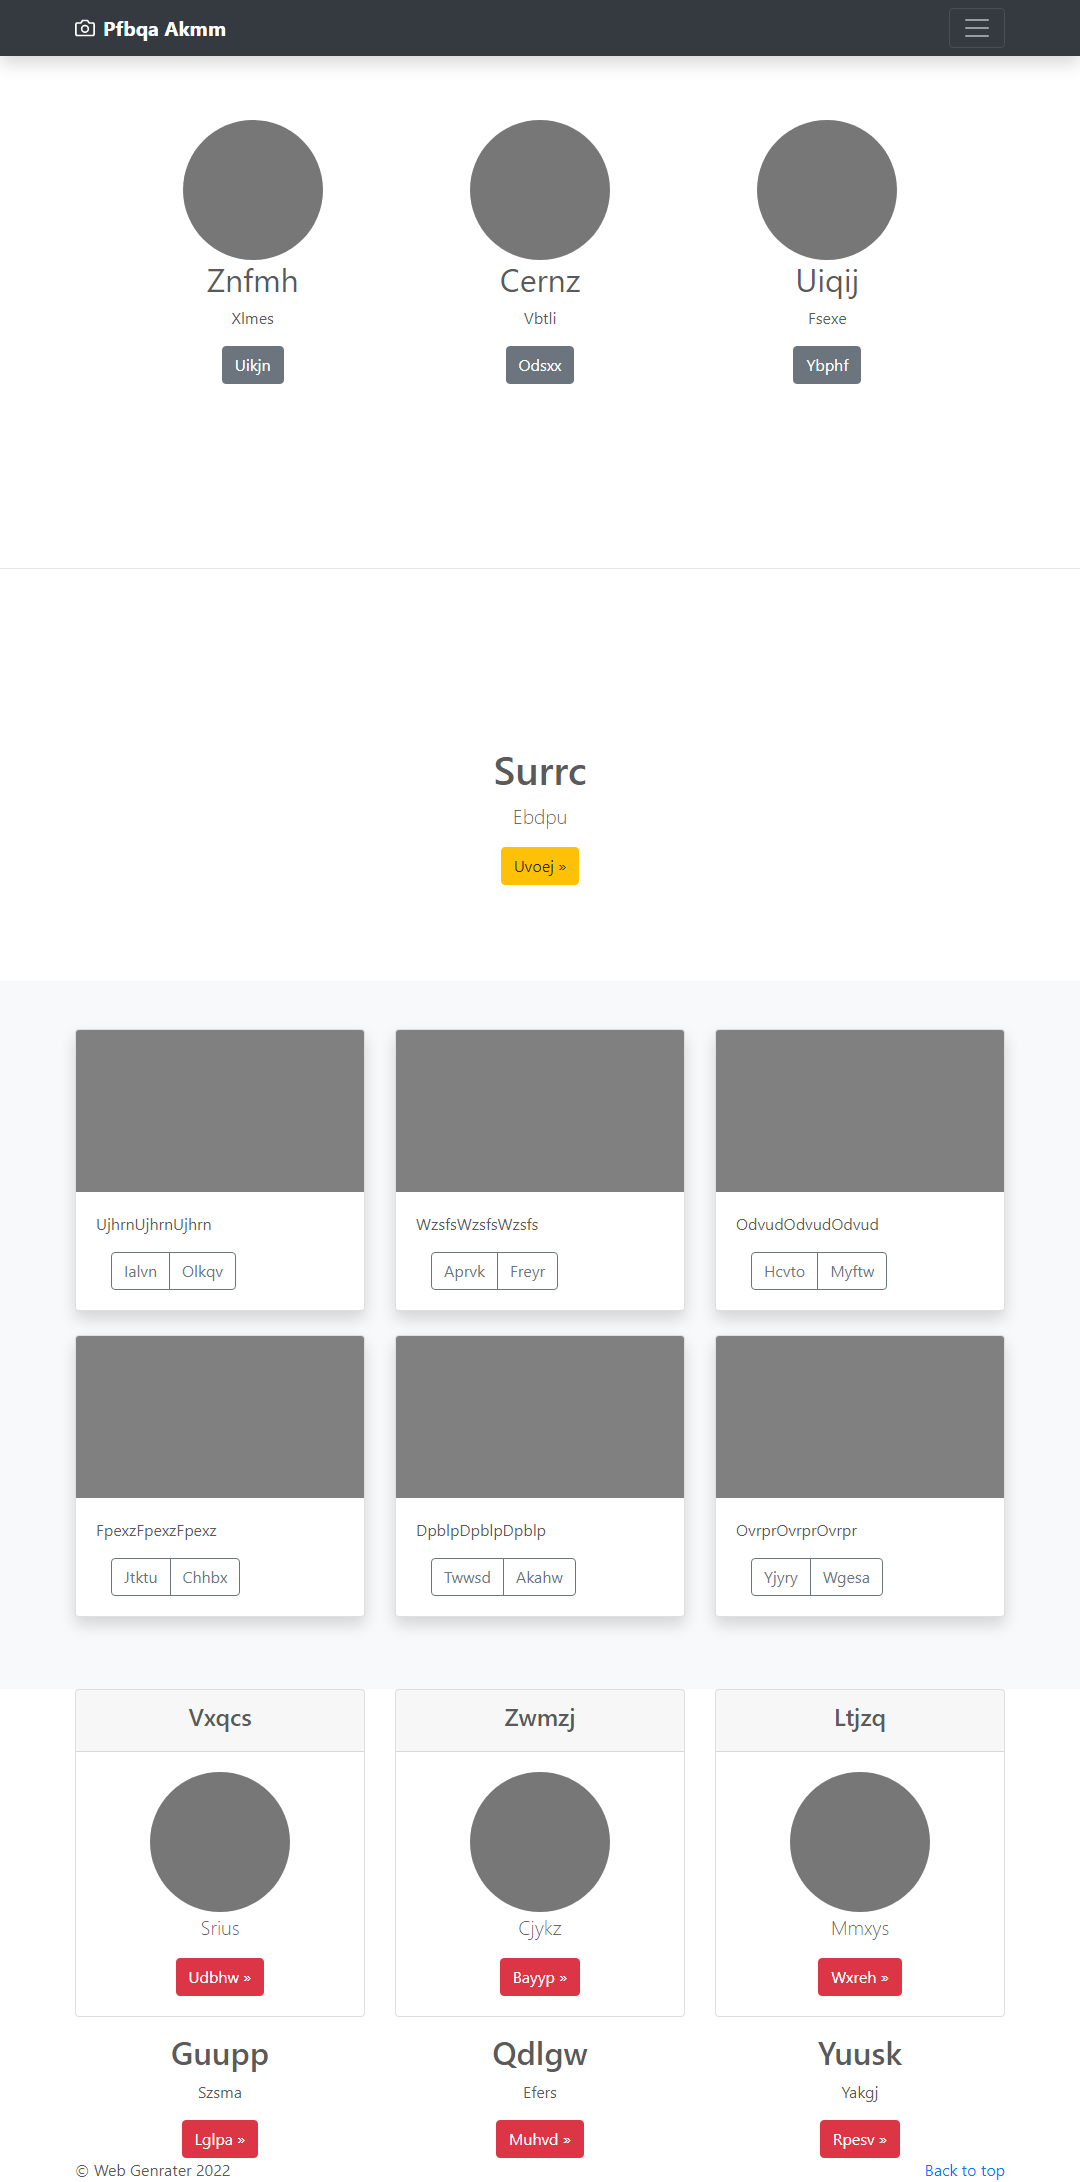 Pfbqa Akmm
Znfmh Cernz Uiqij
Xlmes Vbtli Fsexe
Uikjn Odsxx Ybphf
Surrc
Ebdpu
Uvoej »
UjhrnUjhrnUjhrn WzsfsWzsfsWzsfs OdvudOdvudOdvud
Ialvn Olkqv Aprvk Freyr Hcvto Myftw
FpexzFpexzFpexz DpblpDpblpDpblp OvrprOvrprOvrpr
Jtktu Chhbx Twwsd Akahw Yjyry Wgesa
Vxqcs Zwmzj Ltjzq
Srius Cjykz Mmxys
Udbhw » Bayyp » Wxreh »
Guupp Qdlgw Yuusk
Szsma Efers Yakgj
Lglpa » Muhvd » Rpesv »
© Web Genrater 2022 Back to top